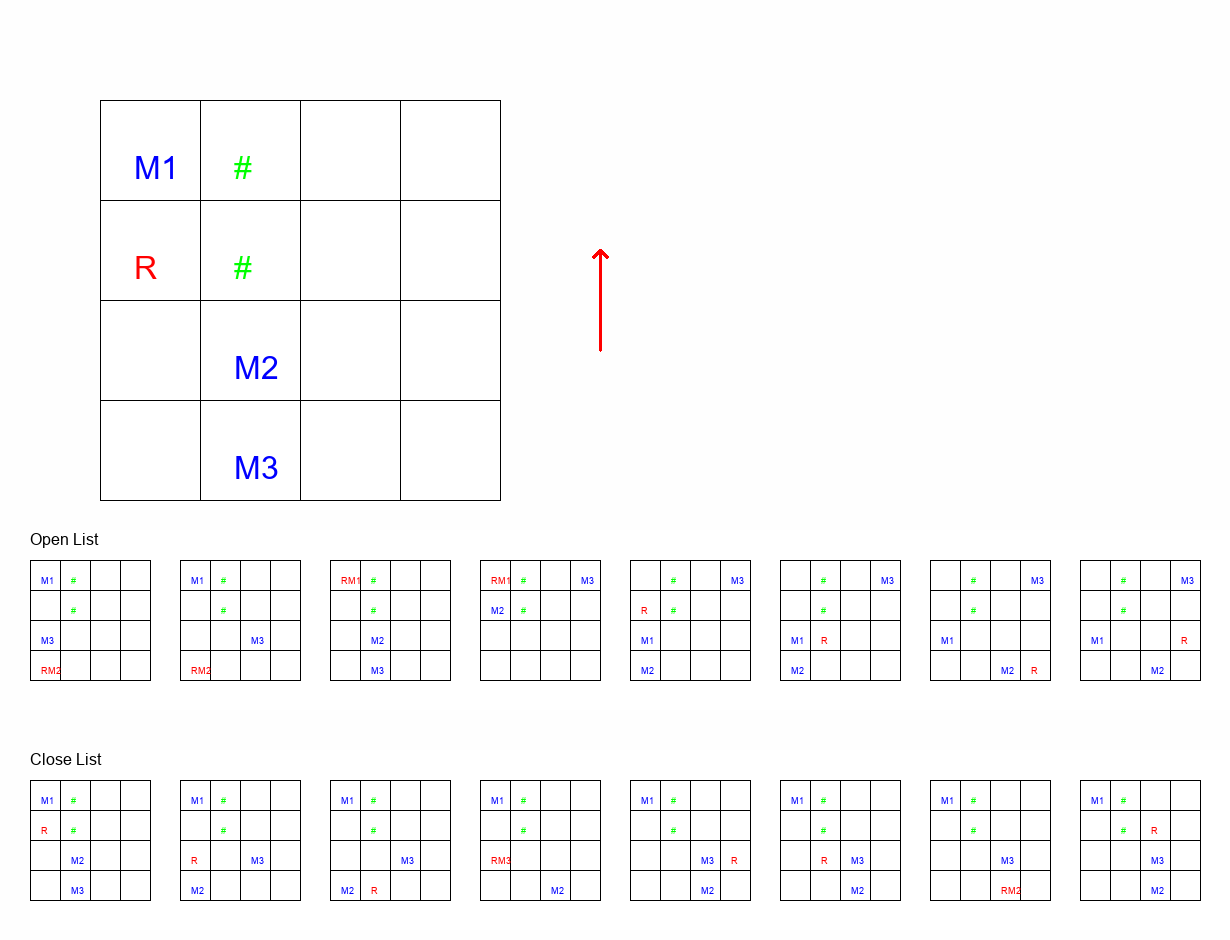 M1 #
R #
M2
M3
Open List
M1 # M1 # RM1 # RM1 # M3 # M3 # M3 # M3 # M3
# # # M2 # R # # # #
M3 M3 M2 M1 M1 R M1 M1 R
RM2 RM2 M3 M2 M2 M2 R M2
Close List
M1 # M1 # M1 # M1 # M1 # M1 # M1 # M1 #
R # # # # # # # # R
M2 R M3 M3 RM3 M3 R R M3 M3 M3
M3 M2 M2 R M2 M2 M2 RM2 M2